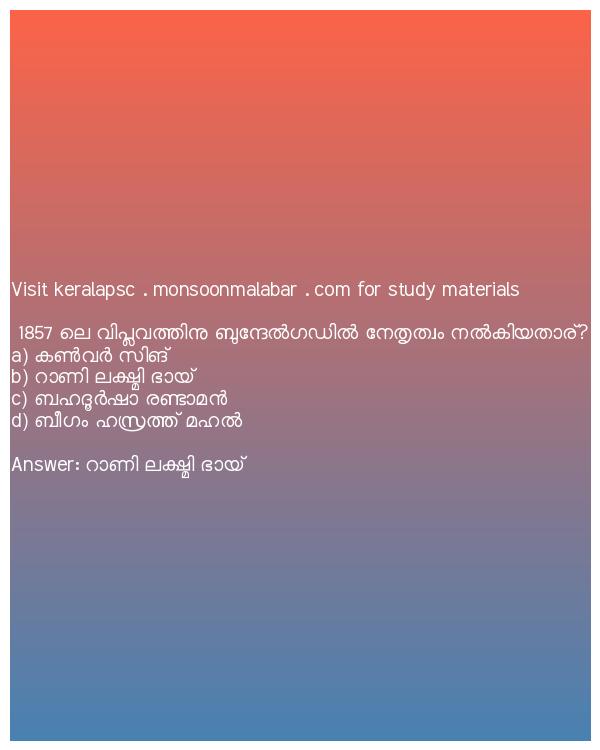 Visit keralapsc . monsoonmalabar . com for study materials
1857 ലെ വിപ്ലവത്തിനു ബുന്ദേൽഗഡിൽ നേതൃത്വം നൽകിയതാര്?
a) കൺവർ സിങ്
b) റാണി ലക്ഷ്മി ഭായ്
c) ബഹദൂർഷാ രണ്ടാമൻ
d) ബീഗം ഹസ്രത്ത് മഹൽ
Answer: റാണി ലക്ഷ്മി ഭായ്